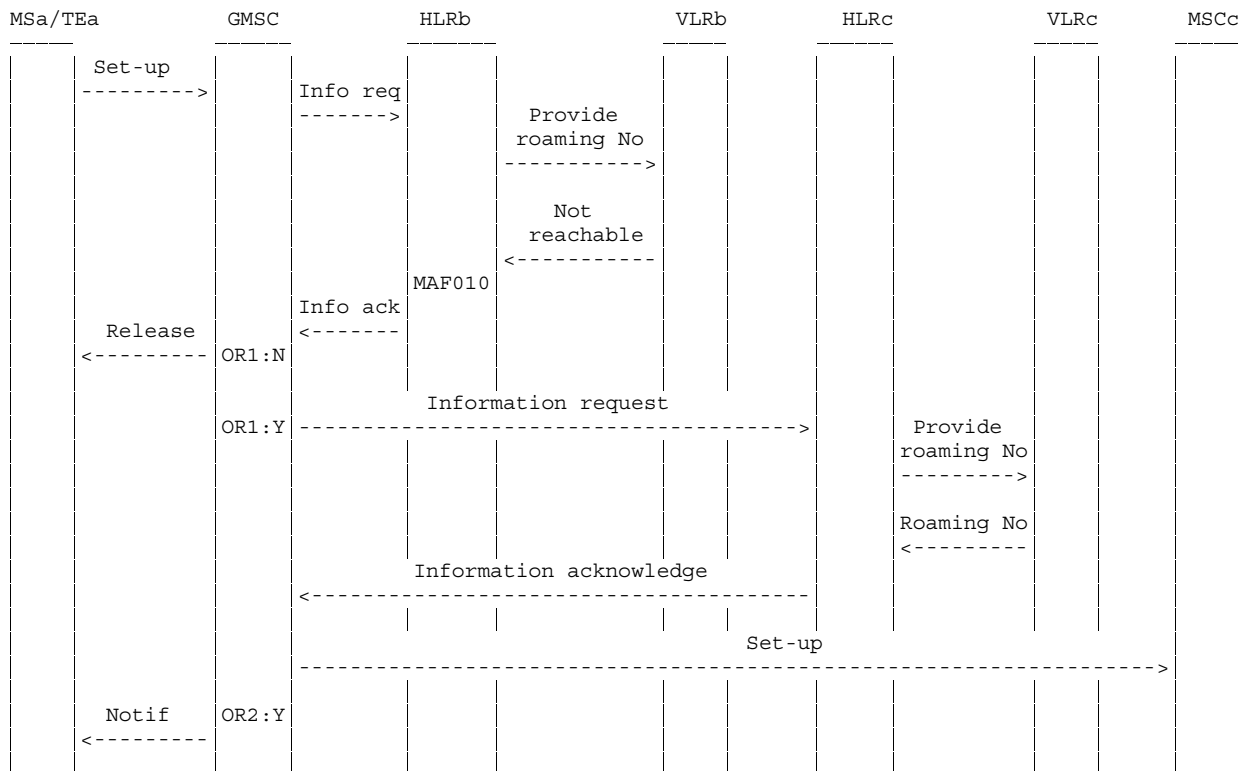 MSa/TEa GMSC HLRb VLRb HLRc VLRc MSCc
Set-up
--------->
Info req
------->
Provide
roaming No
----------->
Not
reachable
<-----------
MAF010
Info ack
Release <-------
<--------- OR1:N
Information request
OR1:Y --------------------------------------->
Provide
roaming No
--------->
Roaming No
<---------
Information acknowledge
<---------------------------------------
Set-up
------------------------------------------------------------------->
Notif OR2:Y
<---------